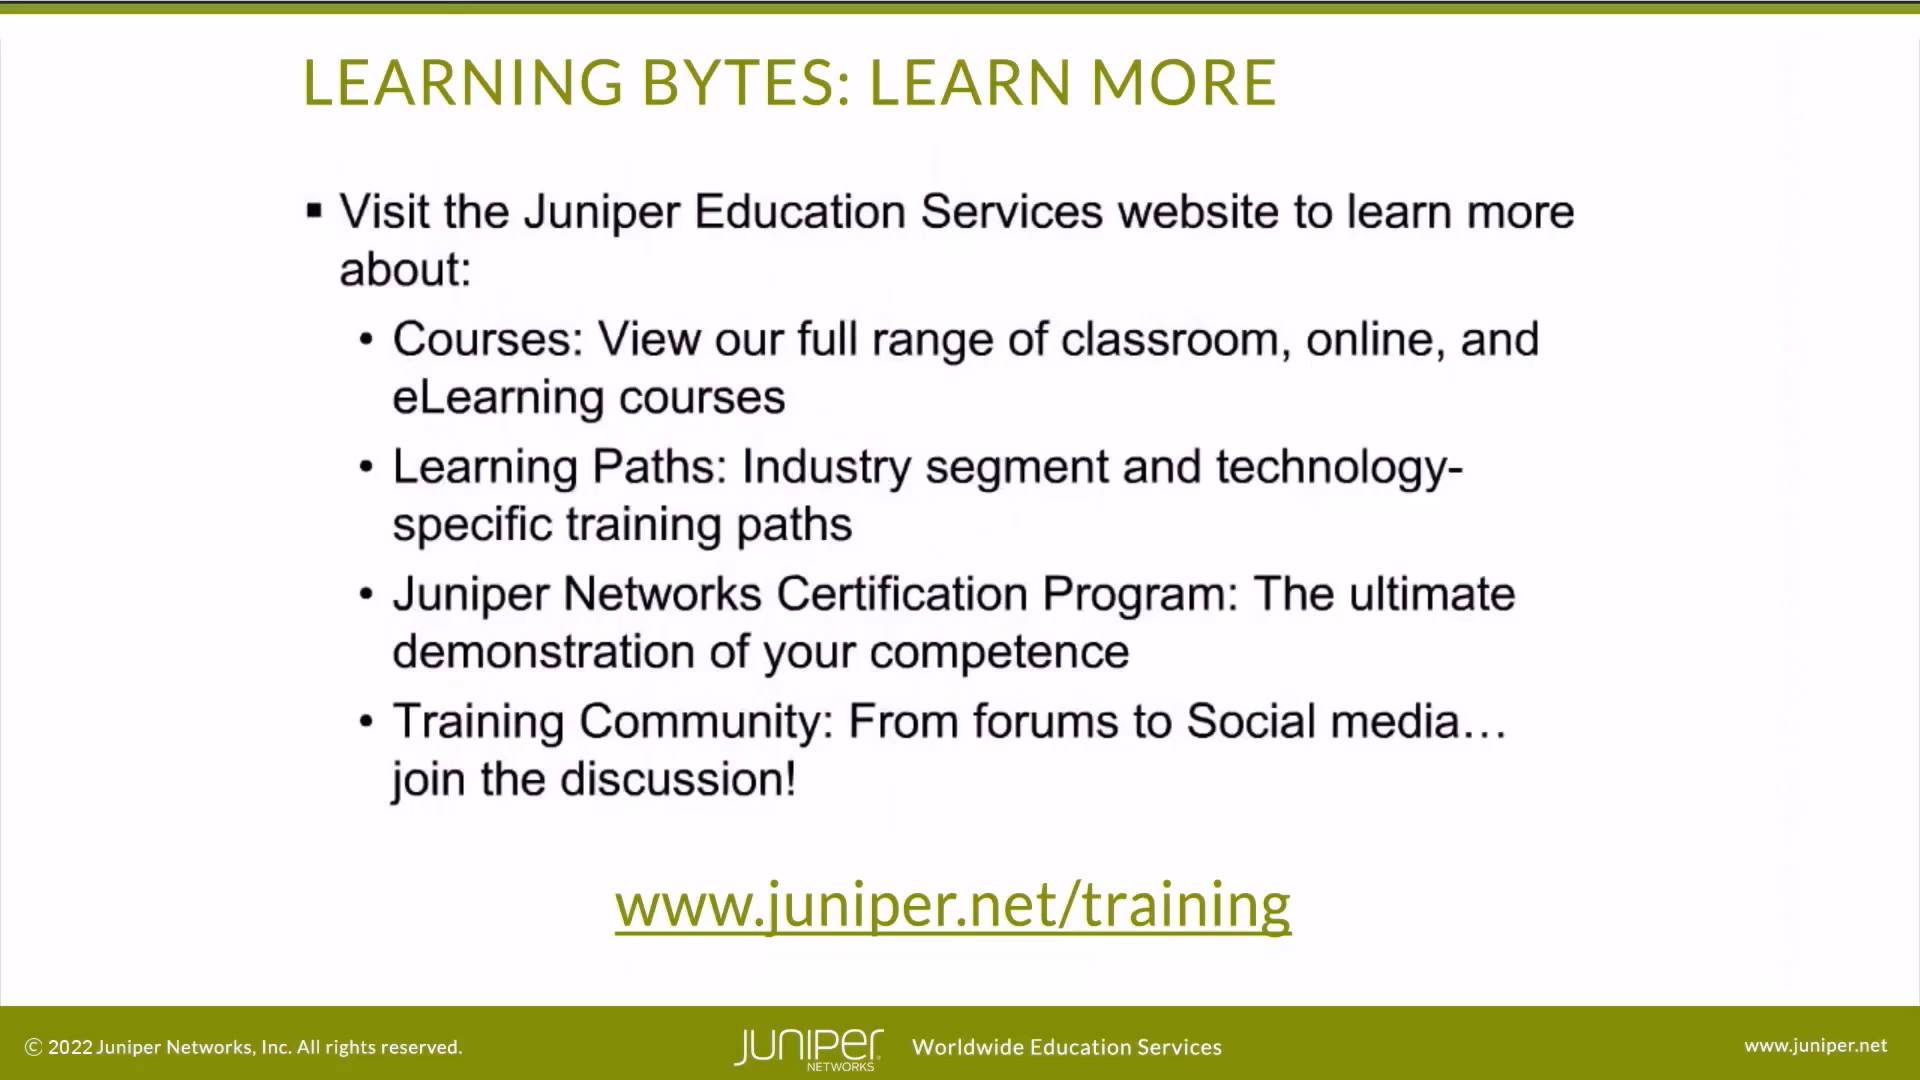 LEARNING BYTES: LEARN MORE
▪ Visit the Juniper Education Services website to learn more
about:
• Courses: View our full range of classroom, online, and
eLearning courses
• Learning Paths: Industry segment and technology-
specific training paths
• Juniper Networks Certification Program: The ultimate
demonstration of your competence
• Training Community: From forums to Social media…
join the discussion!
www.juniper.net/training
© 2022 Juniper Networks, Inc. All rights reserved.
JUNIPER
NETWORKS
Worldwide Education Services
www.juniper.net